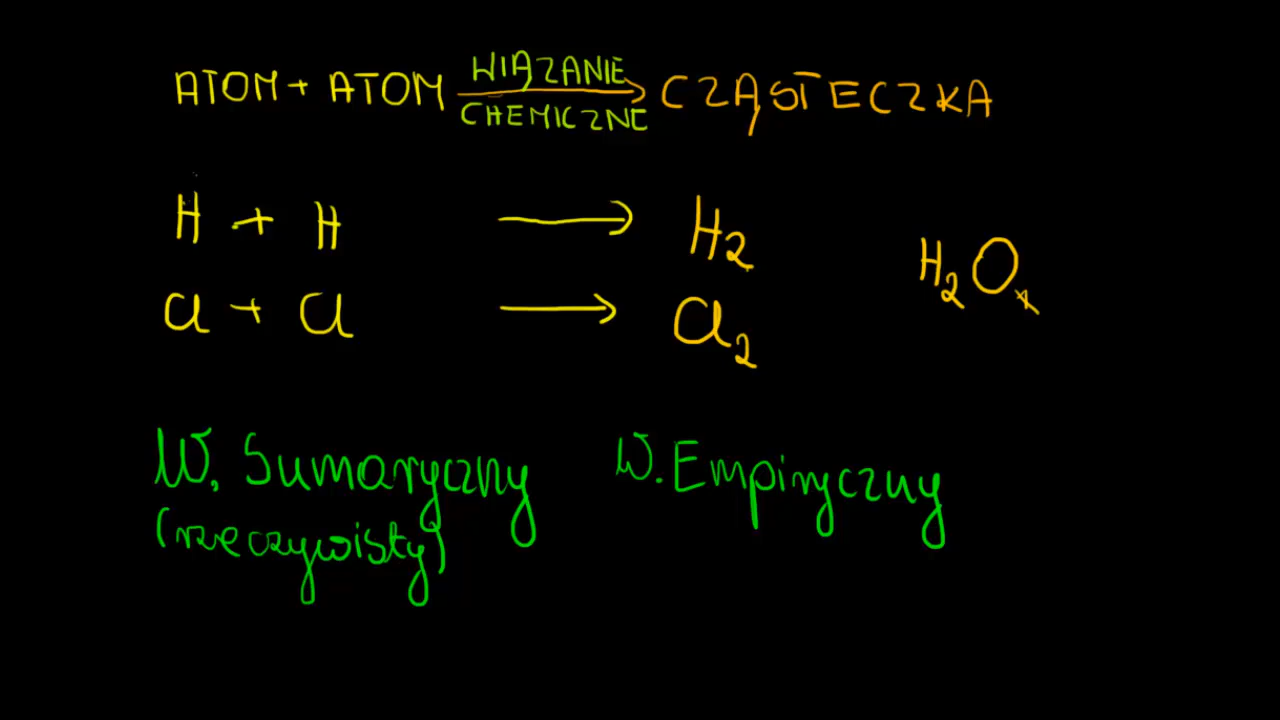 ATOM + ATOM WIĄZANIE CHEMICZNE → CZĄSTECZKA
H + H → H₂
H₂O
Cl + Cl → Cl₂
W. Sumaryczny W. Empiryczny
(rzeczywisty)